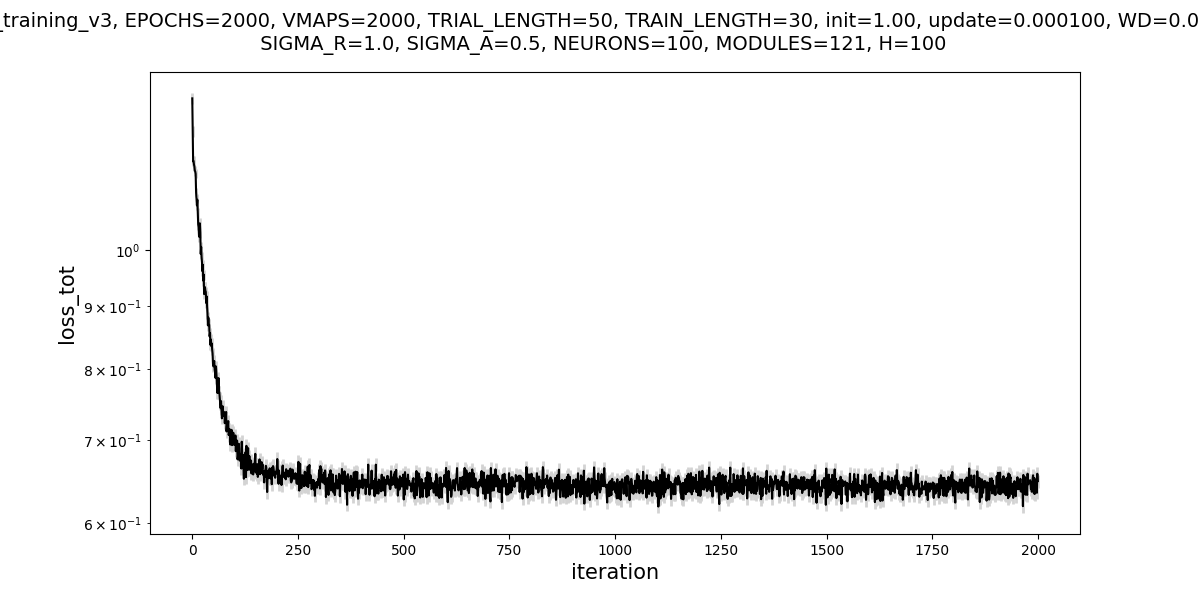 _training_v3, EPOCHS=2000, VMAPS=2000, TRIAL_LENGTH=50, TRAIN_LENGTH=30, init=1.00, update=0.000100, WD=0.0
SIGMA_R=1.0, SIGMA_A=0.5, NEURONS=100, MODULES=121, H=100
loss_tot
10⁰
9 × 10⁻¹
8 × 10⁻¹
7 × 10⁻¹
6 × 10⁻¹
0 250 500 750 1000 1250 1500 1750 2000
iteration